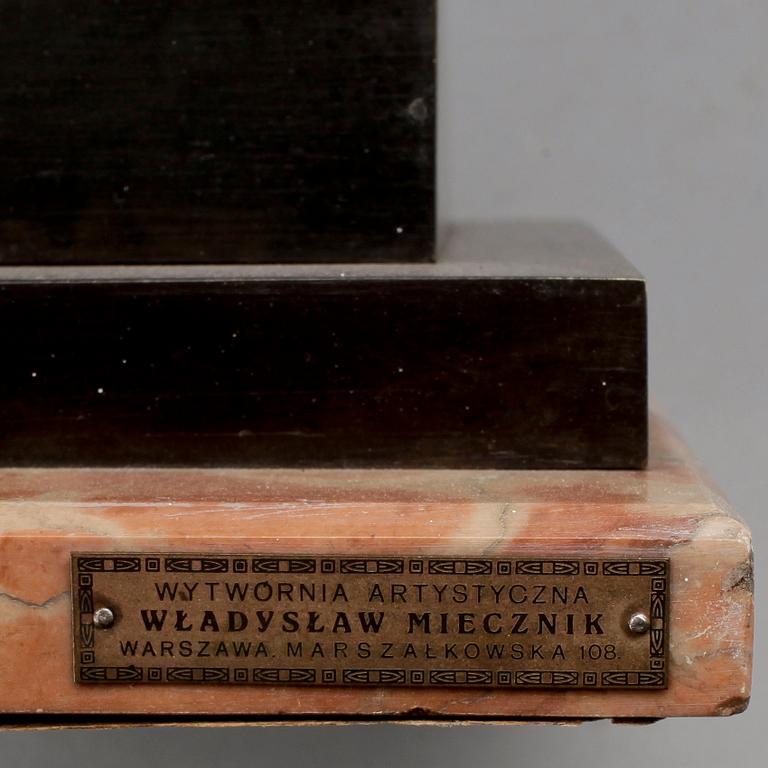 WYTWÓRNIA ARTYSTYCZNA
WŁADYSŁAW MIECZNIK
WARSZAWA. MARSZAŁKOWSKA 108.